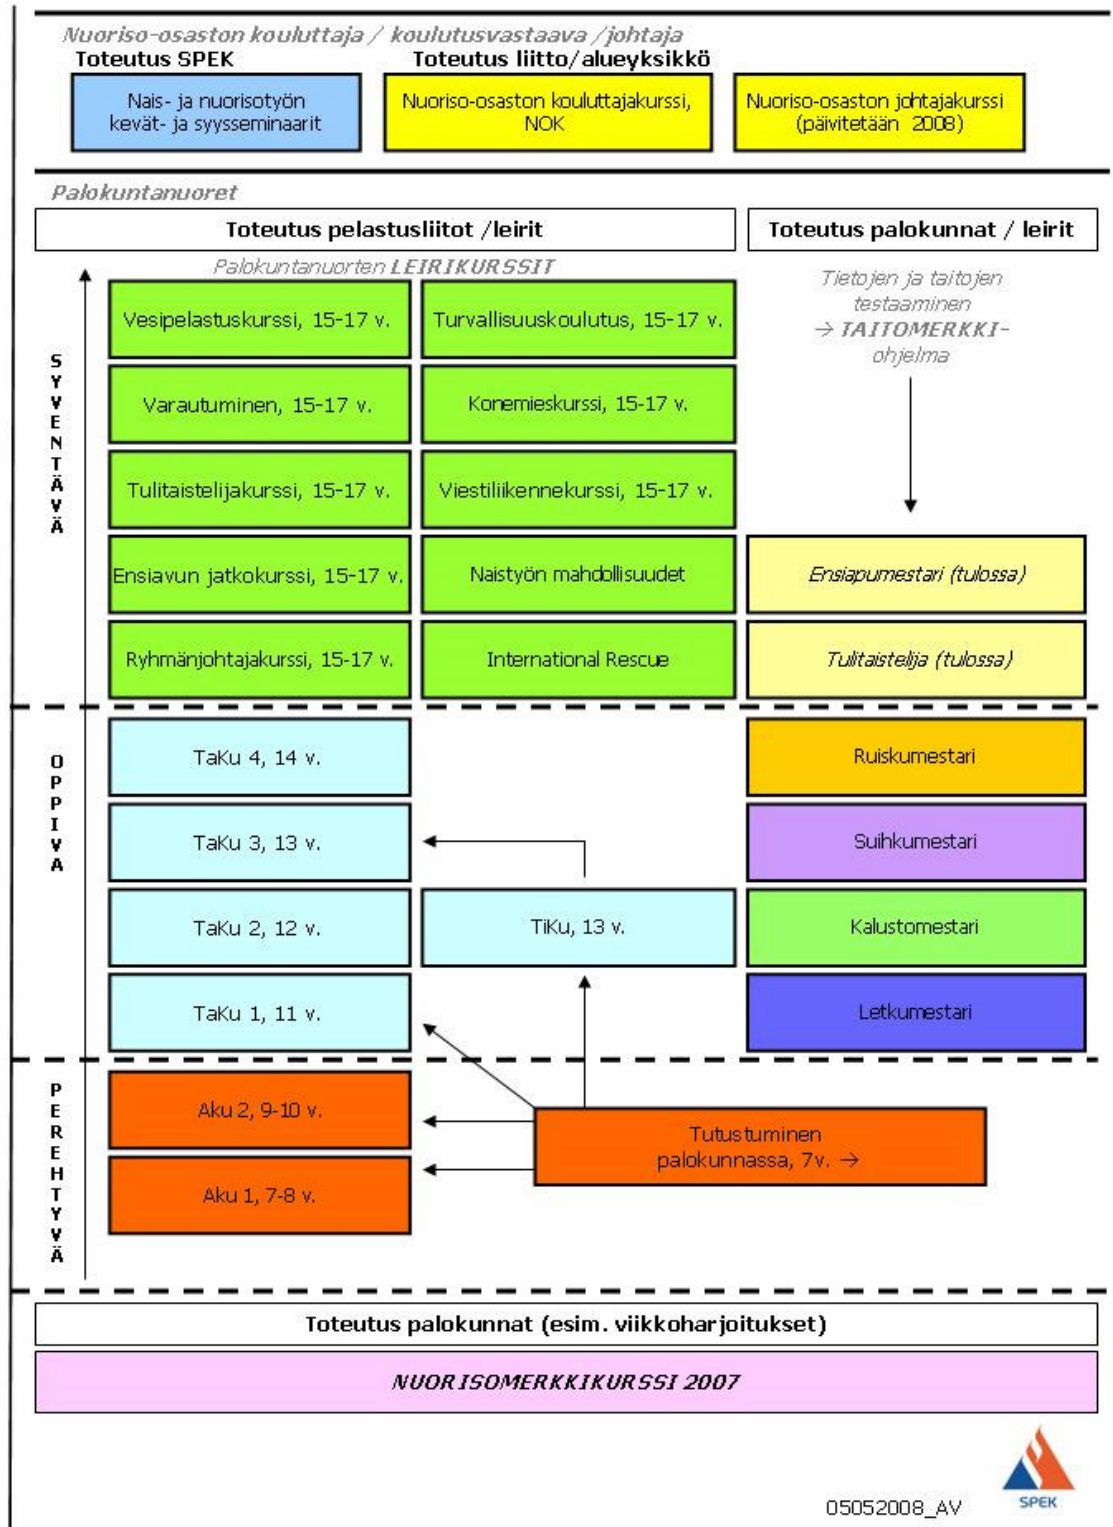 Nuoriso-osaston kouluttaja / koulutusvastaava /johtaja
Toteutus SPEK
Toteutus liitto/alueyksikkö
Nais- ja nuorisotyön
kevät- ja syysseminaarit
Nuoriso-osaston kouluttajakurssi,
NOK
Nuoriso-osaston johtajakurssi
(päivitetään 2008)
Palokuntanuoret
Toteutus pelastusliitot /leirit
Toteutus palokunnat / leirit
Palokuntanuorten LEIRIKURSSIT
Tietojen ja taitojen
testaaminen
→ TAITOMERKKI-
ohjelma
SYVENTÄVÄ
Vesipelastuskurssi, 15-17 v.
Turvallisuuskoulutus, 15-17 v.
Varautuminen, 15-17 v.
Konemieskurssi, 15-17 v.
Tulitaistelijakurssi, 15-17 v.
Viestiliikennekurssi, 15-17 v.
Ensiavun jatkokurssi, 15-17 v.
Naistyön mahdollisuudet
Ensiapumestari (tulossa)
Ryhmänjohtajakurssi, 15-17 v.
International Rescue
Tulitaistelija (tulossa)
OPPIVA
TaKu 4, 14 v.
Ruiskumestari
TaKu 3, 13 v.
Suihkumestari
TaKu 2, 12 v.
TiKu, 13 v.
Kalustomestari
TaKu 1, 11 v.
Letkumestari
PEREHTYVÄ
Aku 2, 9-10 v.
Tutustuminen
palokunnassa, 7v. →
Aku 1, 7-8 v.
Toteutus palokunnat (esim. viikkoharjoitukset)
NUORISOMERKKIKURSSI 2007
05052008_AV
SPEK